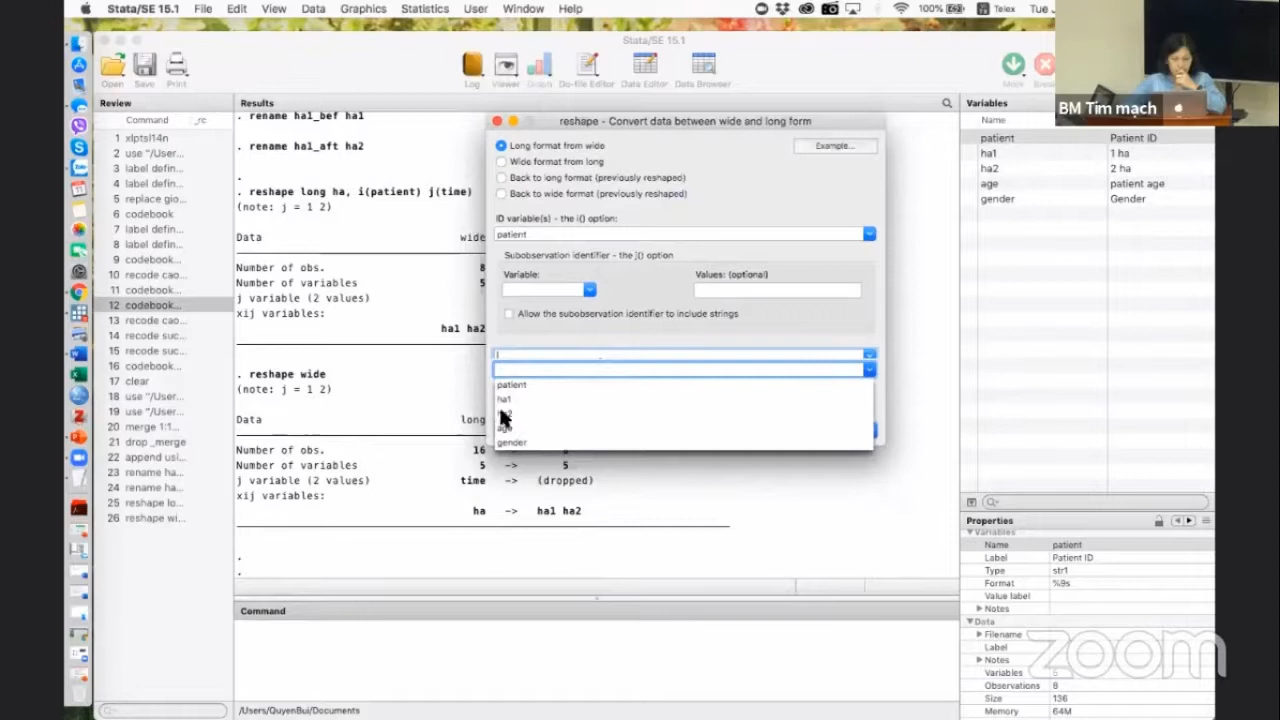 Stata/SE 15.1 File Edit View Data Graphics Statistics User Window Help 100% Telex Tue
Stata/SE 15.1
Open Save Print Log Viewer Graph Do-file Editor Data Editor Data Browser More Break
BM Tim mach
Review
Command _rc
1 xlptsl14n
2 use "/User...
3 label defin...
4 label defin...
5 replace gio...
6 codebook
7 label defin...
8 label defin...
9 codebook...
10 recode cao...
11 codebook...
12 codebook...
13 recode cao...
14 recode suc...
15 recode suc...
16 codebook...
17 clear
18 use "/User...
19 use "/User...
20 merge 1:1...
21 drop _merge
22 append usi...
23 rename ha...
24 rename ha...
25 reshape lo...
26 reshape wi...
Results
. rename ha1_bef ha1
. rename ha1_aft ha2
.
. reshape long ha, i(patient) j(time)
(note: j = 1 2)
Data wide
Number of obs. 8
Number of variables 5
j variable (2 values)
xij variables:
ha1 ha2
. reshape wide
(note: j = 1 2)
Data long
Number of obs. 16
Number of variables 5 -> 5
j variable (2 values) time -> (dropped)
xij variables:
ha -> ha1 ha2
.
.
Command
/Users/QuyenBui/Documents
reshape - Convert data between wide and long form
Long format from wide
Example...
Wide format from long
Back to long format (previously reshaped)
Back to wide format (previously reshaped)
ID variable(s) - the i() option:
patient
Subobservation identifier - the j() option
Variable: Values: (optional)
Allow the subobservation identifier to include strings
patient
ha1
gender
Variables
Name
patient Patient ID
ha1 1 ha
ha2 2 ha
age patient age
gender Gender
Properties
Variables
Name patient
Label Patient ID
Type str1
Format %9s
Value label
Notes
Data
Filename
Label
Notes
Variables 5
Observations 8
Size 136
Memory 64M
zoom